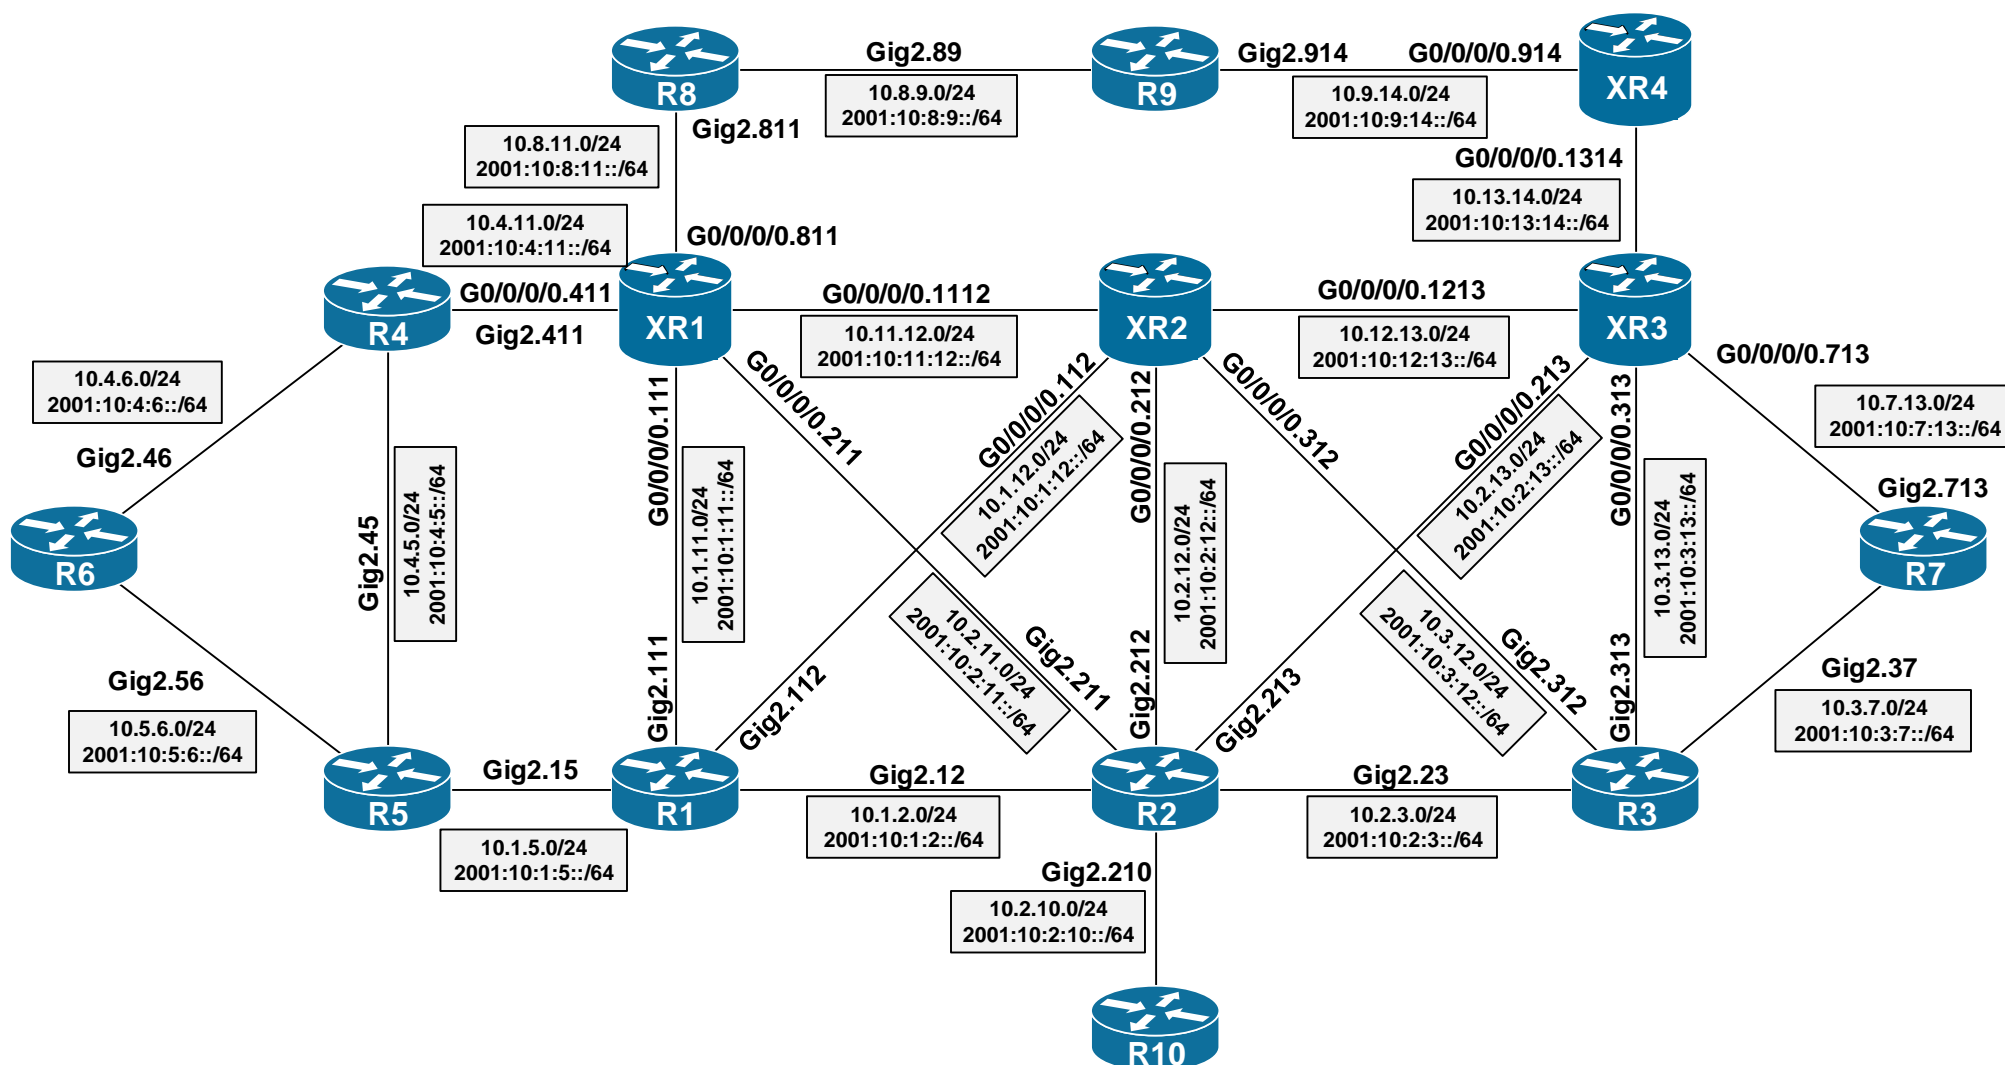 Gig2.89
Gig2.914
G0/0/0/0.914
R8
R9
XR4
10.8.9.0/24
2001:10:8:9::/64
10.9.14.0/24
2001:10:9:14::/64
Gig2.811
10.8.11.0/24
2001:10:8:11::/64
G0/0/0/0.1314
10.13.14.0/24
2001:10:13:14::/64
10.4.11.0/24
2001:10:4:11::/64
G0/0/0/0.811
G0/0/0/0.411
G0/0/0/0.1112
G0/0/0/0.1213
R4
XR1
XR2
XR3
Gig2.411
10.11.12.0/24
2001:10:11:12::/64
10.12.13.0/24
2001:10:12:13::/64
G0/0/0/0.713
10.4.6.0/24
2001:10:4:6::/64
10.7.13.0/24
2001:10:7:13::/64
G0/0/0/0.111
G0/0/0/0.211
G0/0/0/0.112
G0/0/0/0.212
G0/0/0/0.312
G0/0/0/0.213
G0/0/0/0.313
Gig2.46
Gig2.45
10.4.5.0/24
2001:10:4:5::/64
10.1.11.0/24
2001:10:1:11::/64
10.1.12.0/24
2001:10:1:12::/64
10.2.12.0/24
2001:10:2:12::/64
10.2.13.0/24
2001:10:2:13::/64
10.3.13.0/24
2001:10:3:13::/64
Gig2.713
R6
R7
10.2.11.0/24
2001:10:2:11::/64
10.3.12.0/24
2001:10:3:12::/64
Gig2.56
Gig2.111
Gig2.112
Gig2.211
Gig2.212
Gig2.213
Gig2.312
Gig2.313
Gig2.37
10.5.6.0/24
2001:10:5:6::/64
10.3.7.0/24
2001:10:3:7::/64
Gig2.15
Gig2.12
Gig2.23
R5
R1
R2
R3
10.1.5.0/24
2001:10:1:5::/64
10.1.2.0/24
2001:10:1:2::/64
10.2.3.0/24
2001:10:2:3::/64
Gig2.210
10.2.10.0/24
2001:10:2:10::/64
R10